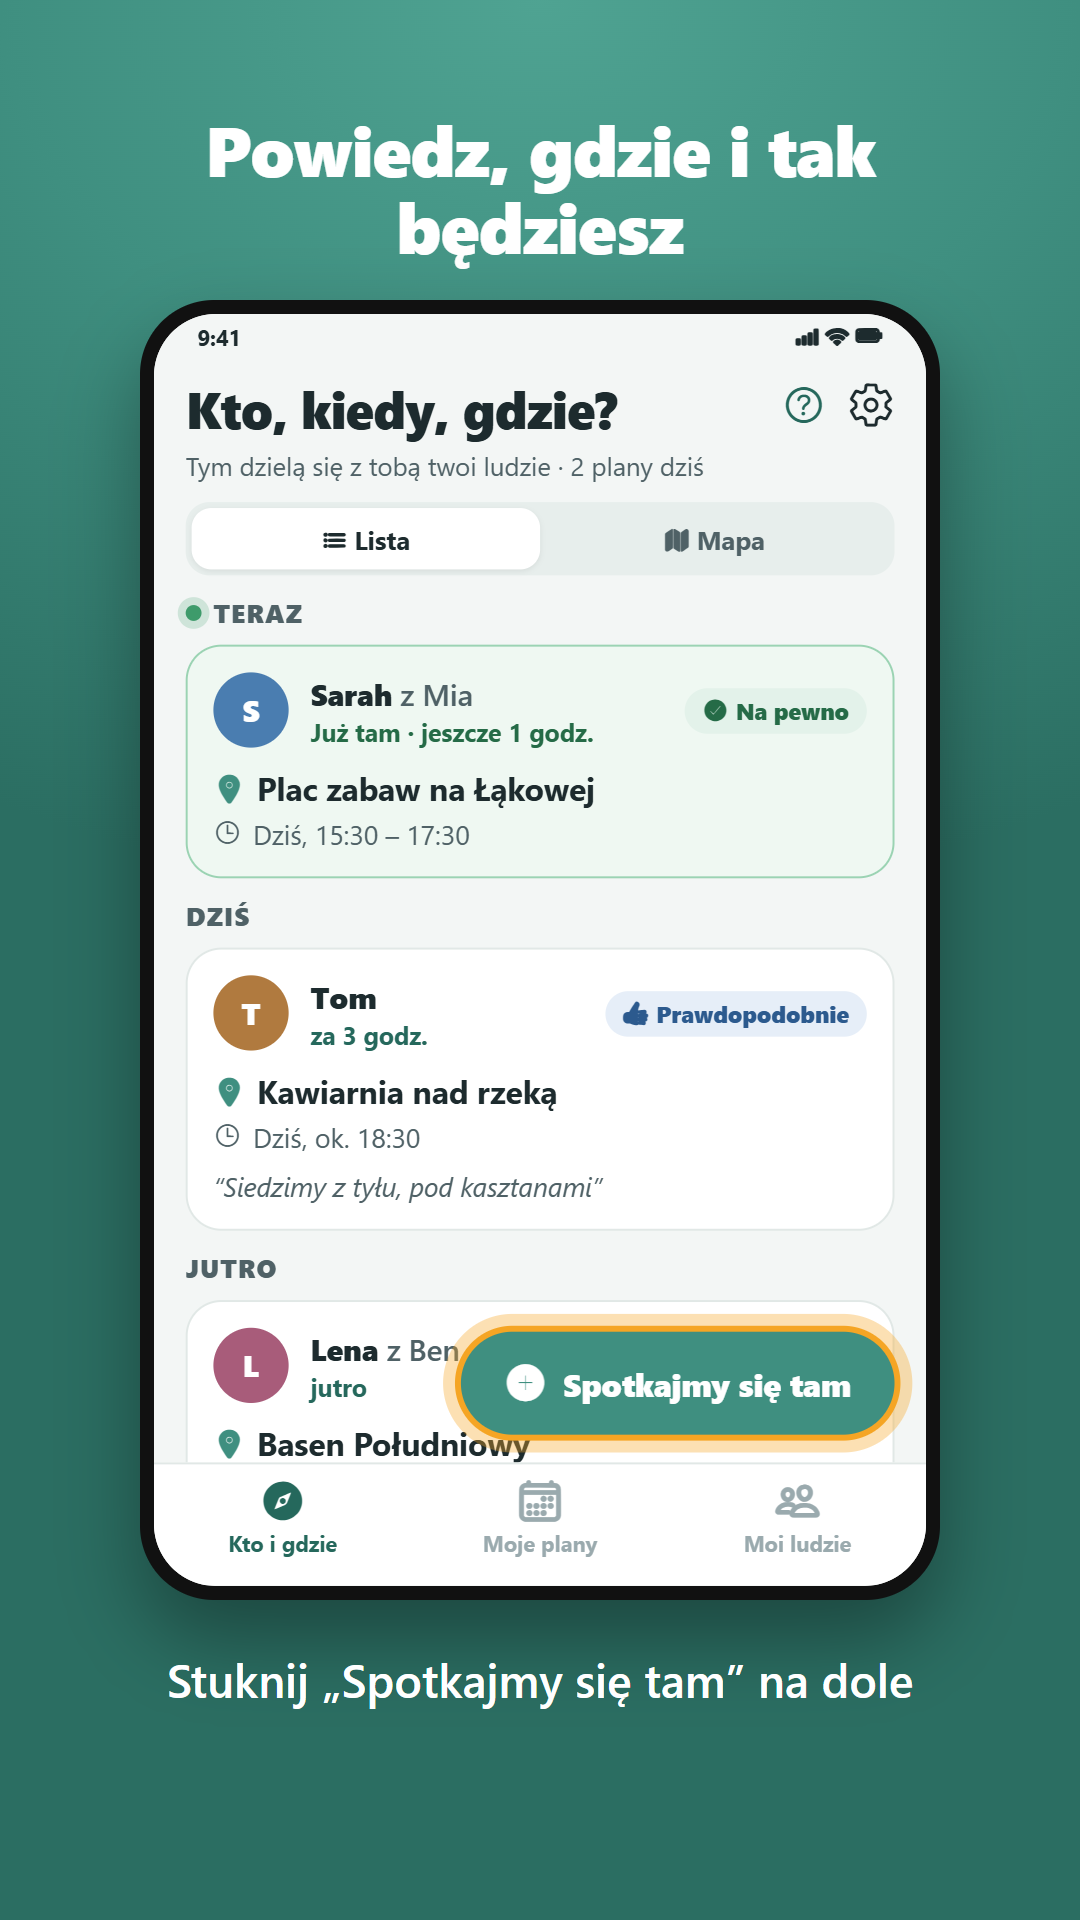 Powiedz, gdzie i tak
będziesz
9:41
Kto, kiedy, gdzie?
Tym dzielą się z tobą twoi ludzie · 2 plany dziś
Lista
Mapa
TERAZ
S
Sarah z Mia
Na pewno
Już tam · jeszcze 1 godz.
Plac zabaw na Łąkowej
Dziś, 15:30 – 17:30
DZIŚ
T
Tom
Prawdopodobnie
za 3 godz.
Kawiarnia nad rzeką
Dziś, ok. 18:30
“Siedzimy z tyłu, pod kasztanami”
JUTRO
L
Lena z Ben
jutro
Spotkajmy się tam
Basen Południowy
Kto i gdzie
Moje plany
Moi ludzie
Stuknij „Spotkajmy się tam” na dole